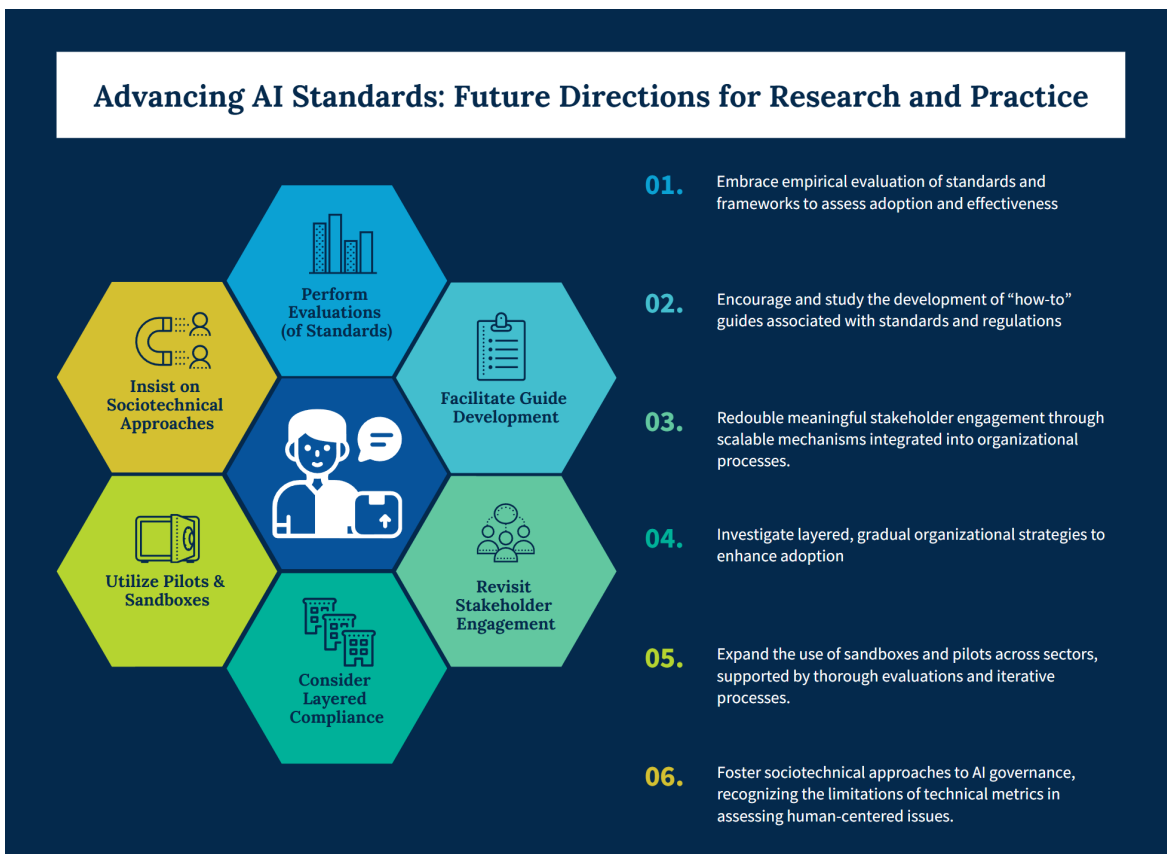 Advancing AI Standards: Future Directions for Research and Practice
Perform
Evaluations
(of Standards)
Facilitate Guide
Development
Revisit
Stakeholder
Engagement
Consider
Layered
Compliance
Utilize Pilots &
Sandboxes
Insist on
Sociotechnical
Approaches
01.
Embrace empirical evaluation of standards and
frameworks to assess adoption and effectiveness
02.
Encourage and study the development of “how-to”
guides associated with standards and regulations
03.
Redouble meaningful stakeholder engagement through
scalable mechanisms integrated into organizational
processes.
04.
Investigate layered, gradual organizational strategies to
enhance adoption
05.
Expand the use of sandboxes and pilots across sectors,
supported by thorough evaluations and iterative
processes.
06.
Foster sociotechnical approaches to AI governance,
recognizing the limitations of technical metrics in
assessing human-centered issues.